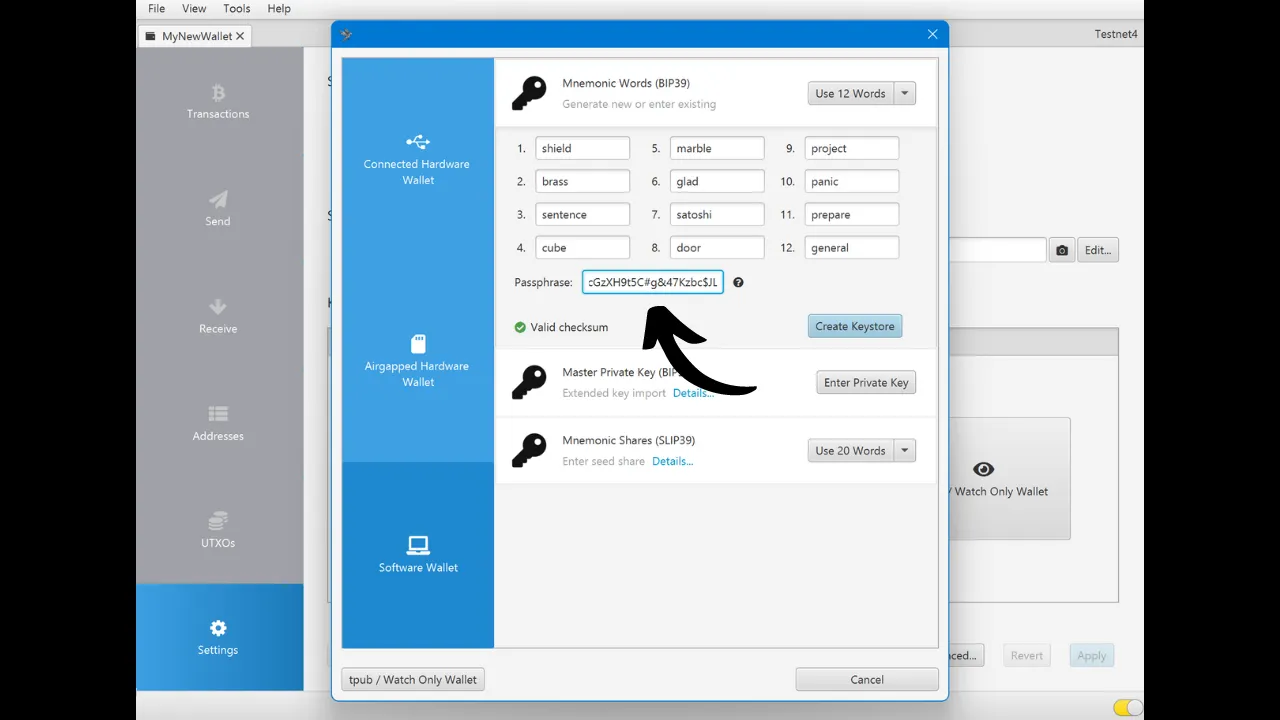 File View Tools Help
MyNewWallet
Testnet4
Transactions
Send
Receive
Addresses
UTXOs
Settings
Connected Hardware
Wallet
Airgapped Hardware
Wallet
Software Wallet
Mnemonic Words (BIP39)
Generate new or enter existing
Use 12 Words
1. shield 5. marble 9. project
2. brass 6. glad 10. panic
3. sentence 7. satoshi 11. prepare
4. cube 8. door 12. general
Passphrase: cGzXH9t5C#g&47Kzbc$JL
Valid checksum
Create Keystore
Master Private Key
Extended key import Details...
Enter Private Key
Mnemonic Shares (SLIP39)
Enter seed share Details...
Use 20 Words
Edit...
/ Watch Only Wallet
tpub / Watch Only Wallet
Cancel
Revert
Apply